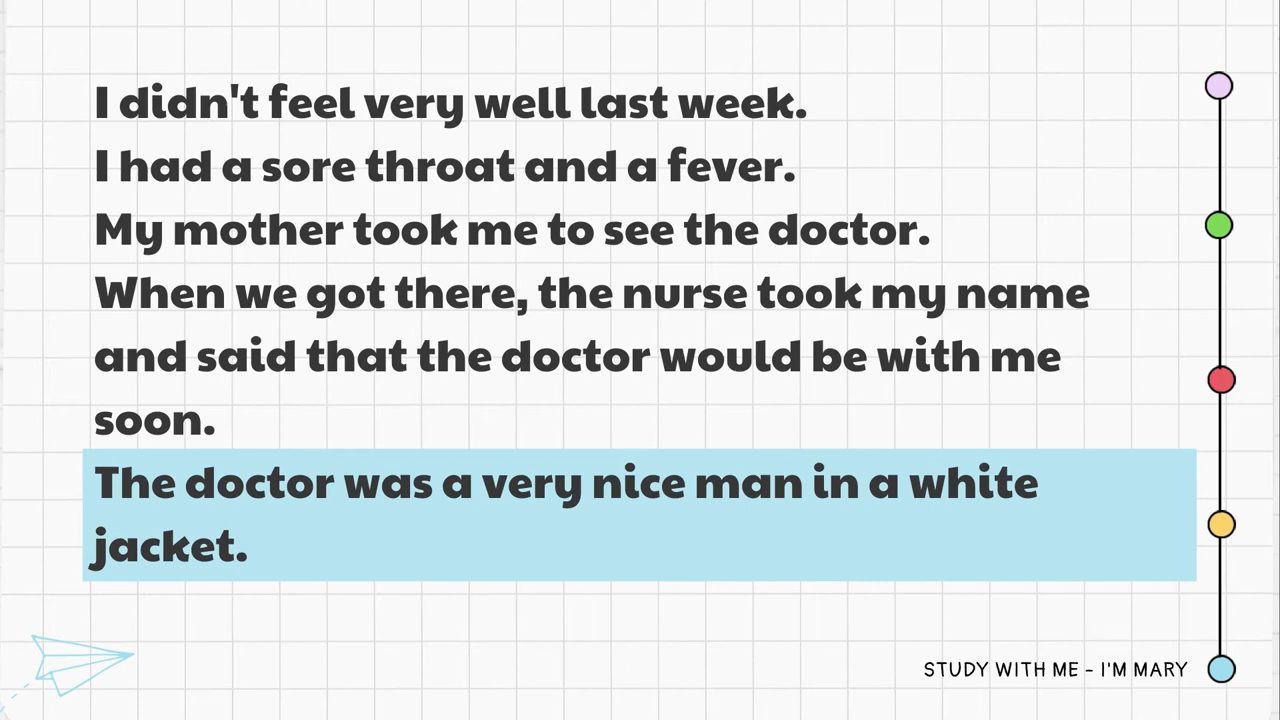 I didn't feel very well last week.
I had a sore throat and a fever.
My mother took me to see the doctor.
When we got there, the nurse took my name
and said that the doctor would be with me
soon.
The doctor was a very nice man in a white
jacket.
STUDY WITH ME - I'M MARY